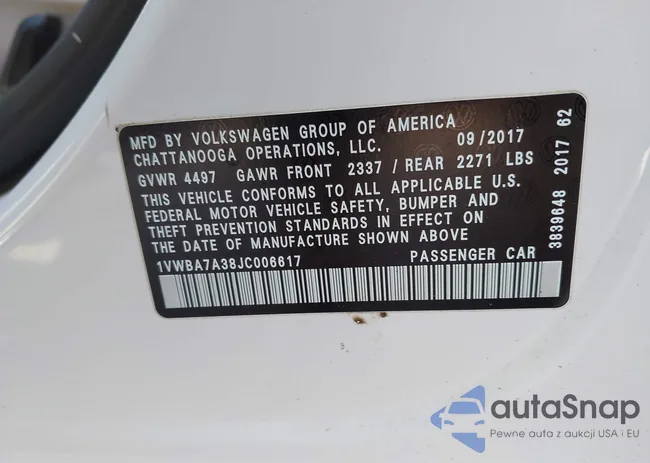 MFD BY VOLKSWAGEN GROUP OF AMERICA
CHATTANOOGA OPERATIONS, LLC. 09/2017
GVWR 4497 GAWR FRONT 2337 / REAR 2271 LBS
THIS VEHICLE CONFORMS TO ALL APPLICABLE U.S.
FEDERAL MOTOR VEHICLE SAFETY, BUMPER AND
THEFT PREVENTION STANDARDS IN EFFECT ON
THE DATE OF MANUFACTURE SHOWN ABOVE
1VWBA7A38JC006617 PASSENGER CAR
3839648 2017 62
autoSnap
Pewne auta z aukcji USA i EU